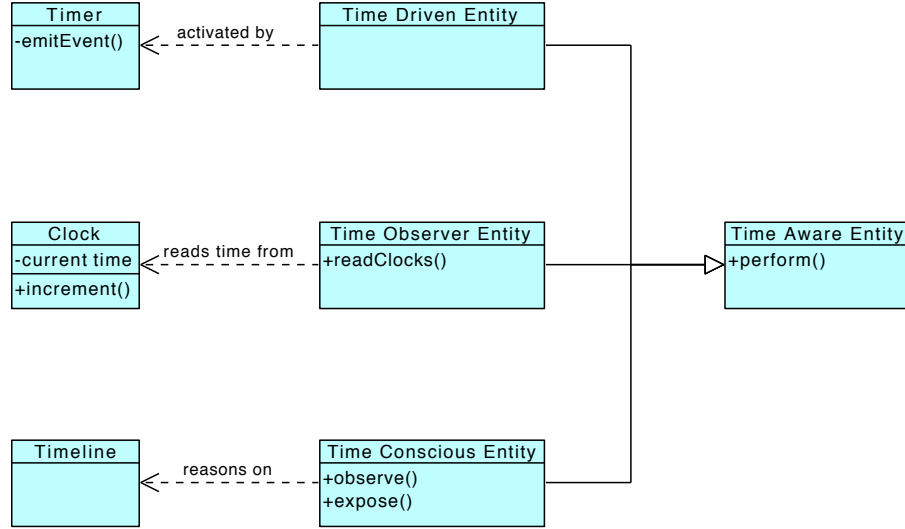 Timer
-emitEvent()
activated by
Time Driven Entity
Clock
-current time
+increment()
reads time from
Time Observer Entity
+readClocks()
Time Aware Entity
+perform()
Timeline
reasons on
Time Conscious Entity
+observe()
+expose()